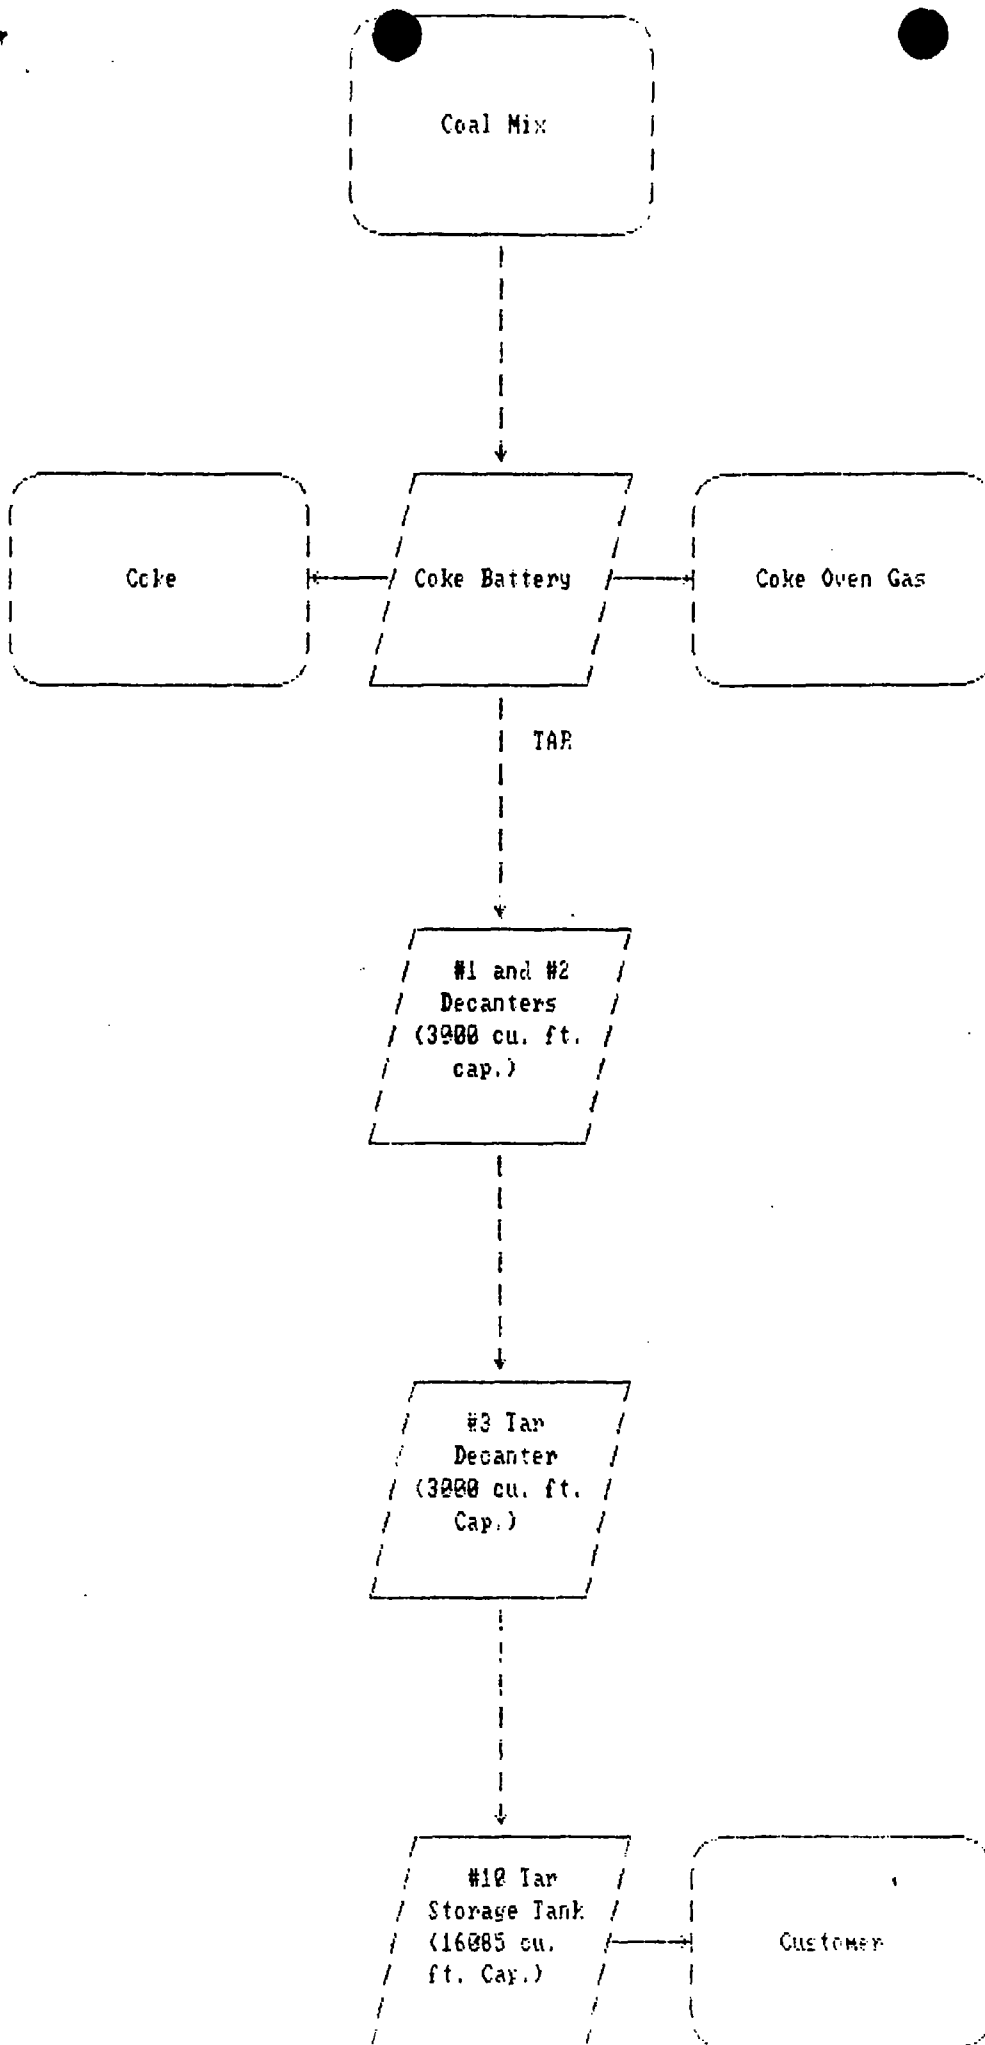 Coal Mix
Coke
Coke Battery
Coke Oven Gas
TAR
#1 and #2
Decanters
(3000 cu. ft.
cap.)
#3 Tar
Decanter
(3000 cu. ft.
Cap.)
#10 Tar
Storage Tank
(16085 cu.
ft. Cap.)
Customer